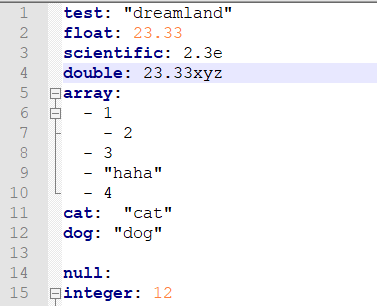 1 test: "dreamland"
2 float: 23.33
3 scientific: 2.3e
4 double: 23.33xyz
5 array:
6   - 1
7     - 2
8   - 3
9   - "haha"
10   - 4
11 cat:  "cat"
12 dog: "dog"
13
14 null:
15 integer: 12